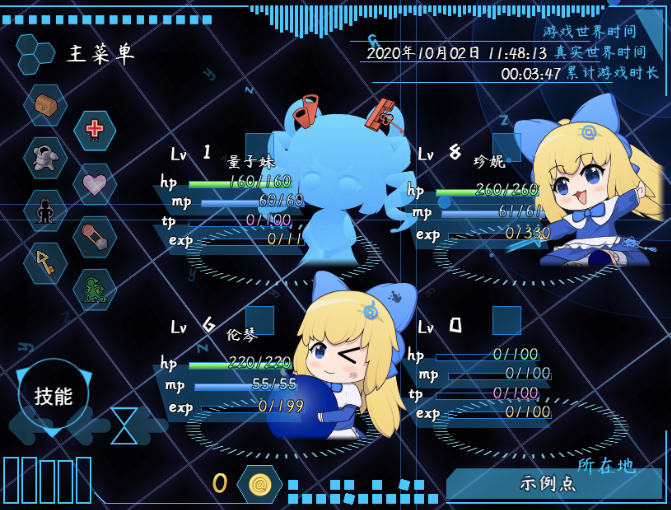 游戏世界时间
主菜单
2020年10月02日 11:48:13 真实世界时间
00:03:47 累计游戏时长
Lv 1 量子妹
hp 160/160
mp 60/60
tp 0/100
exp 0/11
Lv 8 珍妮
hp 260/260
mp 61/61
exp 0/330
Lv 6 伦琴
hp 220/220
mp 55/55
exp 0/199
Lv 0
hp 0/100
mp 0/100
tp 0/100
exp 0/100
技能
所在地
0 @
示例点